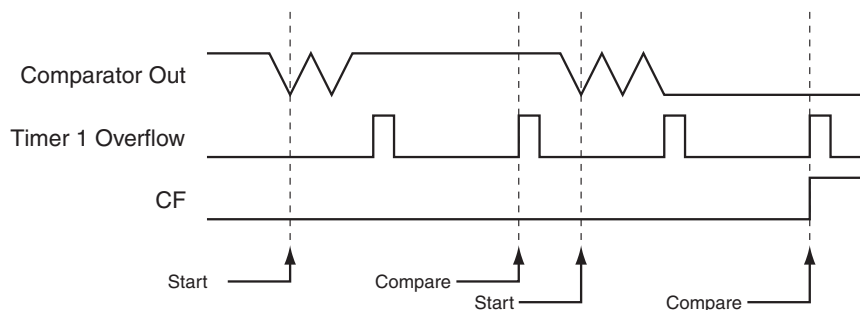 Comparator Out
Timer 1 Overflow
CF
Start
Compare
Start
Compare